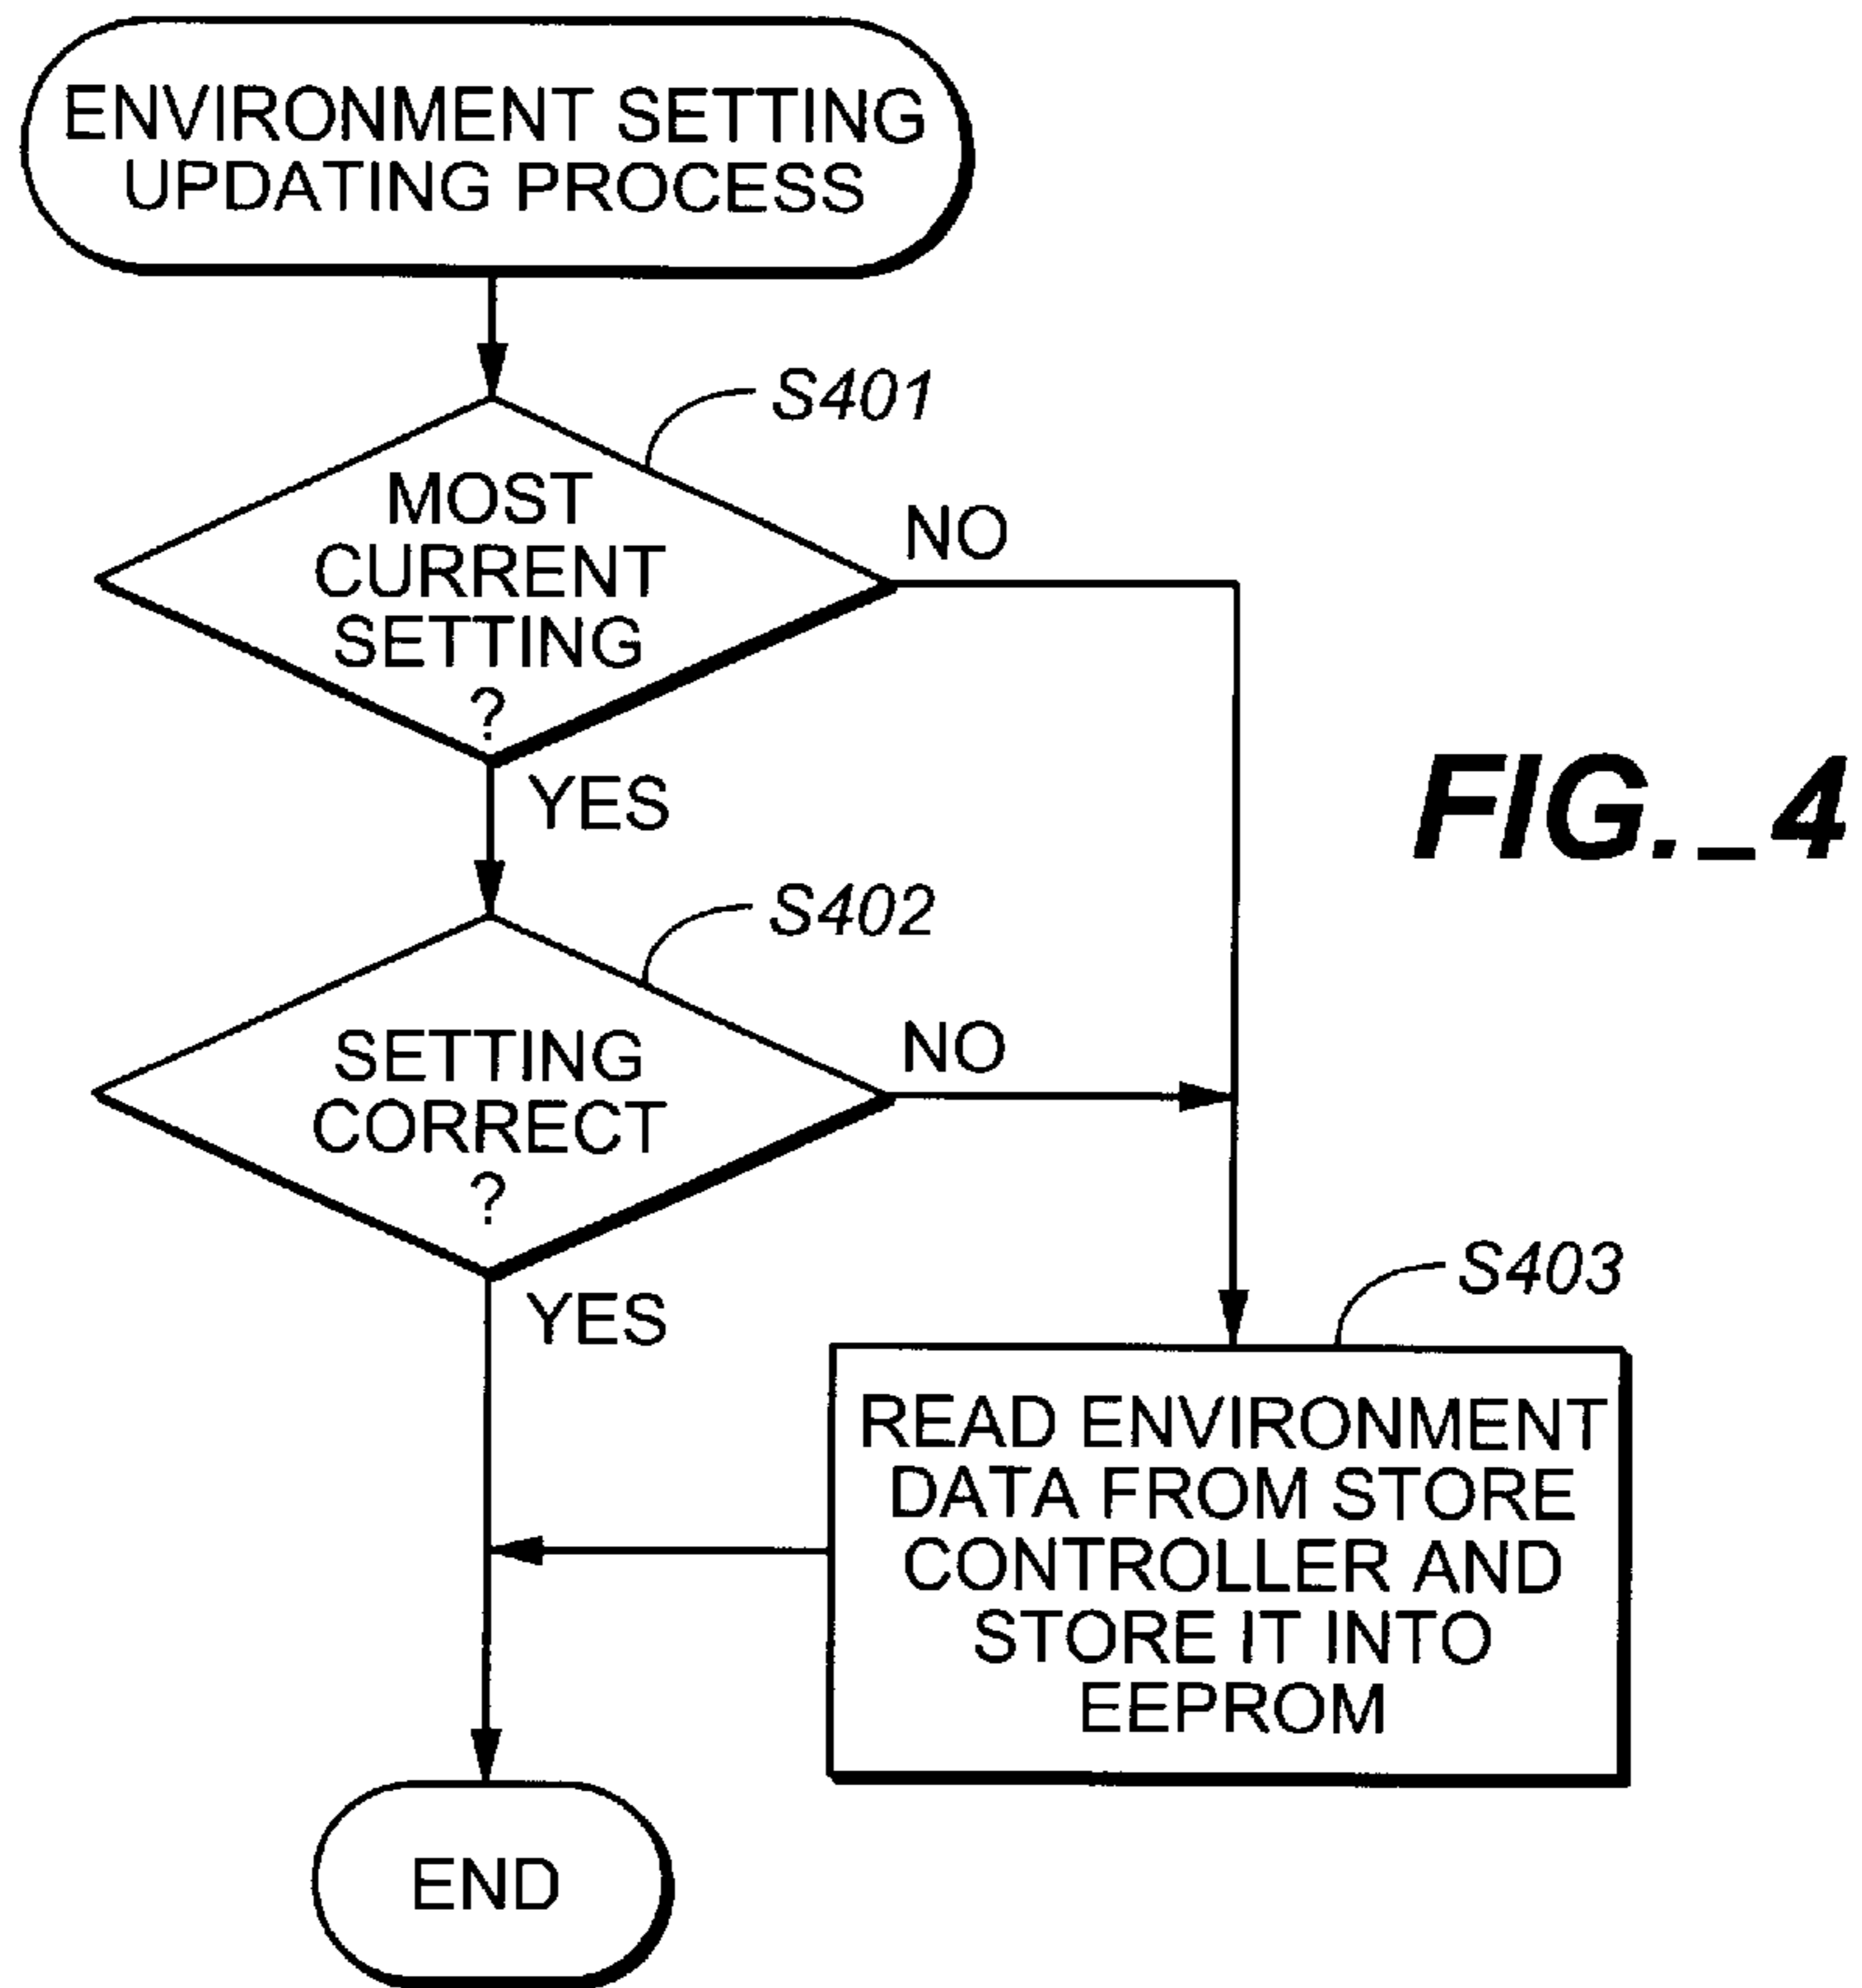 ENVIRONMENT SETTING
UPDATING PROCESS
S401
MOST
CURRENT
SETTING
?
NO
YES
FIG._4
S402
SETTING
CORRECT
?
NO
YES
S403
READ ENVIRONMENT
DATA FROM STORE
CONTROLLER AND
STORE IT INTO
EEPROM
END